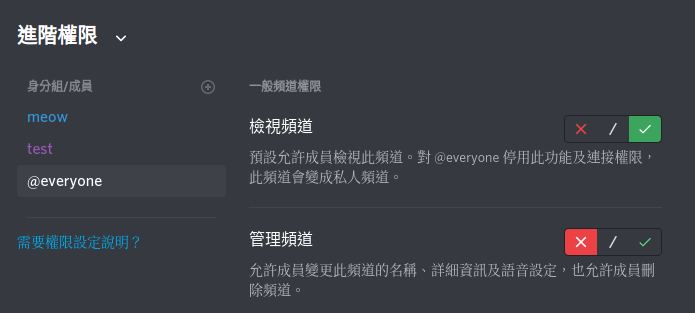 進階權限
身分組/成員
meow
test
@everyone
需要權限設定說明？
一般頻道權限
檢視頻道
預設允許成員檢視此頻道。對 @everyone 停用此功能及連接權限，
此頻道會變成私人頻道。
管理頻道
允許成員變更此頻道的名稱、詳細資訊及語音設定，也允許成員刪
除頻道。